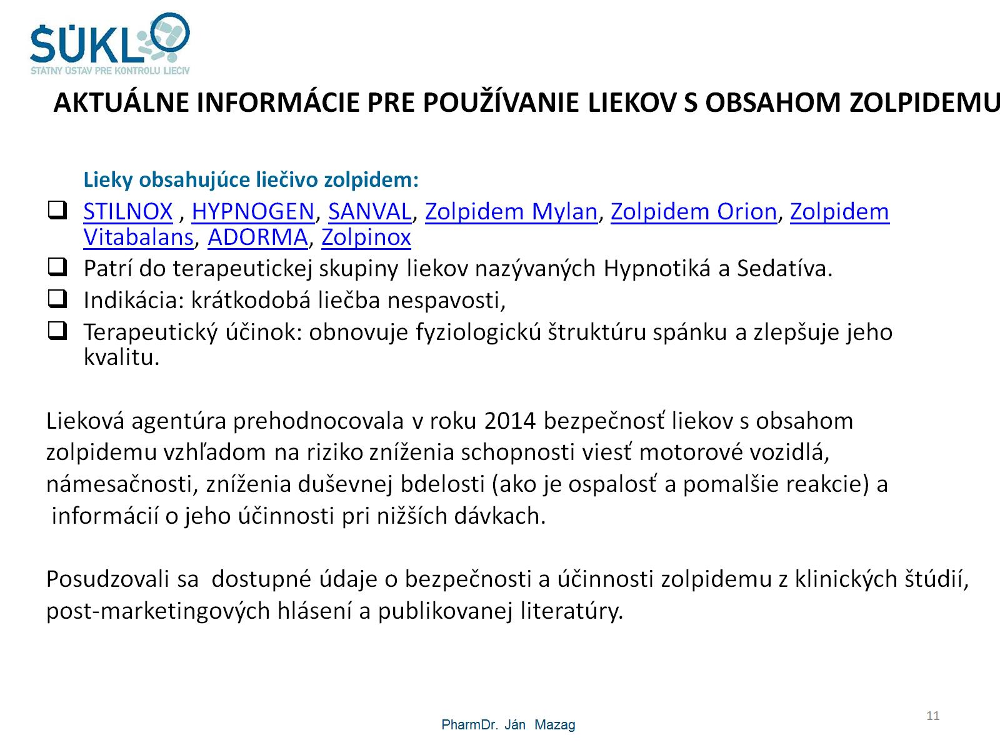 ŠÚKL
ŠTÁTNY ÚSTAV PRE KONTROLU LIEČIV
AKTUÁLNE INFORMÁCIE PRE POUŽÍVANIE LIEKOV S OBSAHOM ZOLPIDEMU
Lieky obsahujúce liečivo zolpidem:
STILNOX , HYPNOGEN, SANVAL, Zolpidem Mylan, Zolpidem Orion, Zolpidem
Vitabalans, ADORMA, Zolpinox
Patrí do terapeutickej skupiny liekov nazývaných Hypnotiká a Sedatíva.
Indikácia: krátkodobá liečba nespavosti,
Terapeutický účinok: obnovuje fyziologickú štruktúru spánku a zlepšuje jeho
kvalitu.
Lieková agentúra prehodnocovala v roku 2014 bezpečnosť liekov s obsahom
zolpidemu vzhľadom na riziko zníženia schopnosti viesť motorové vozidlá,
námesačnosti, zníženia duševnej bdelosti (ako je ospalosť a pomalšie reakcie) a
informácií o jeho účinnosti pri nižších dávkach.
Posudzovali sa  dostupné údaje o bezpečnosti a účinnosti zolpidemu z klinických štúdií,
post-marketingových hlásení a publikovanej literatúry.
PharmDr. Ján Mazag
11